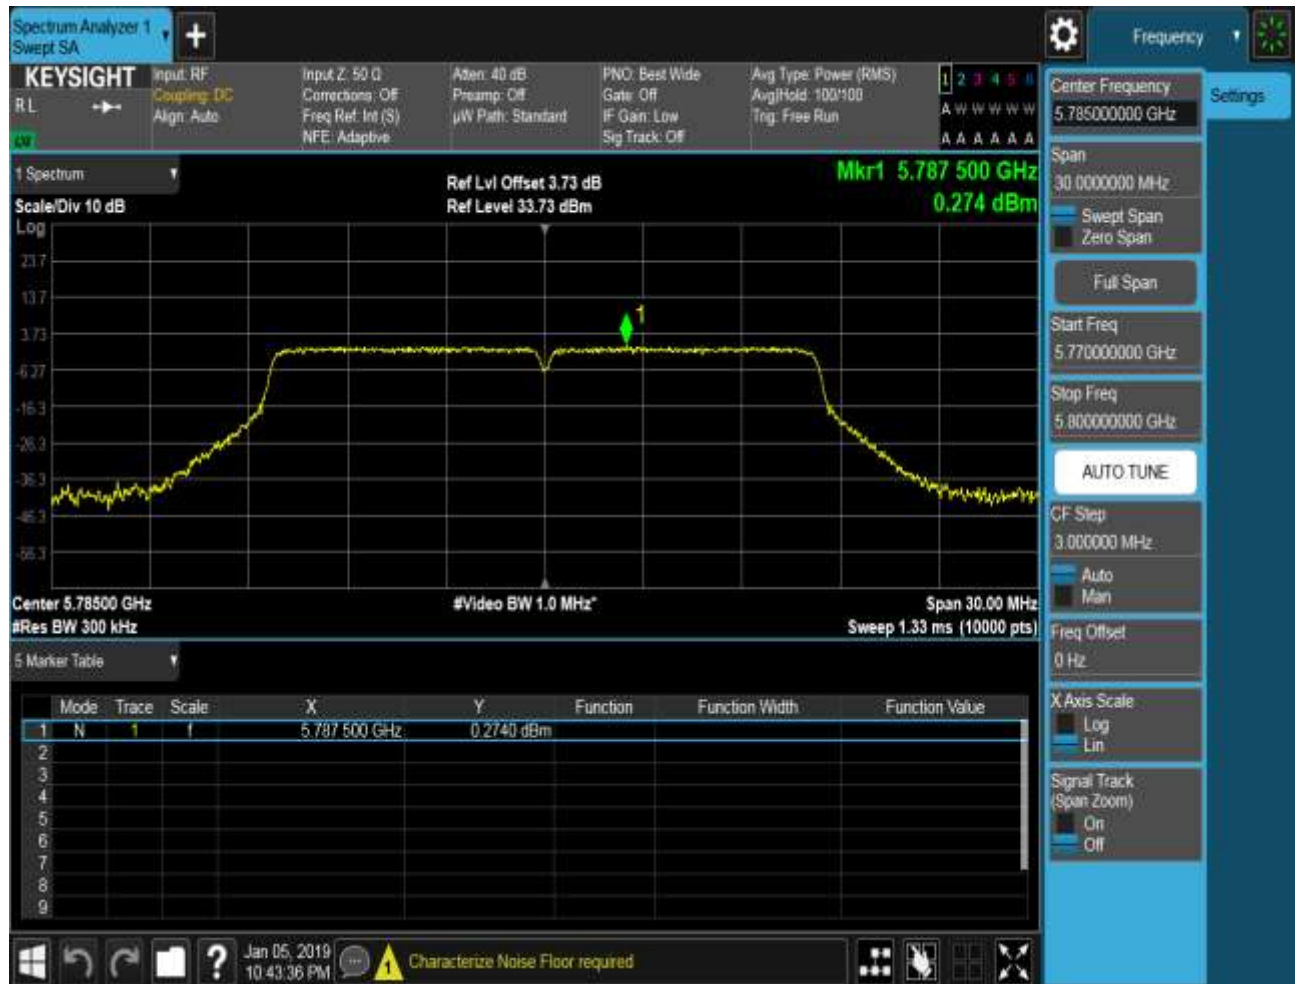 Spectrum Analyzer 1
Swept SA
+
Frequency
KEYSIGHT
Input: RF
Coupling: DC
Align: Auto
Input Z: 50 Ω
Corrections: Off
Freq Ref: Int (S)
NFE: Adaptive
Atten: 40 dB
Preamp: Off
µW Path: Standard
PNO: Best Wide
Gate: Off
IF Gain: Low
Sig Track: Off
Avg Type: Power (RMS)
Avg|Hold: 100/100
Trig: Free Run
1 2 3 4 5 6
A W W W W W
A A A A A A
R L
1 Spectrum
Scale/Div 10 dB
Ref Lvl Offset 3.73 dB
Ref Level 33.73 dBm
Mkr1 5.787 500 GHz
0.274 dBm
Log
23.7
13.7
3.73
-6.27
-16.3
-26.3
-36.3
-46.3
-56.3
1
Center 5.78500 GHz
#Res BW 300 kHz
#Video BW 1.0 MHz*
Span 30.00 MHz
Sweep 1.33 ms (10000 pts)
5 Marker Table
Mode Trace Scale X Y Function Function Width Function Value
1 N 1 f 5.787 500 GHz 0.2740 dBm
2
3
4
5
6
7
8
9
Center Frequency
5.785000000 GHz
Settings
Span
30.0000000 MHz
Swept Span
Zero Span
Full Span
Start Freq
5.770000000 GHz
Stop Freq
5.800000000 GHz
AUTO TUNE
CF Step
3.000000 MHz
Auto
Man
Freq Offset
0 Hz
X Axis Scale
Log
Lin
Signal Track
(Span Zoom)
On
Off
?
Jan 05, 2019
10:43:36 PM
1
Characterize Noise Floor required